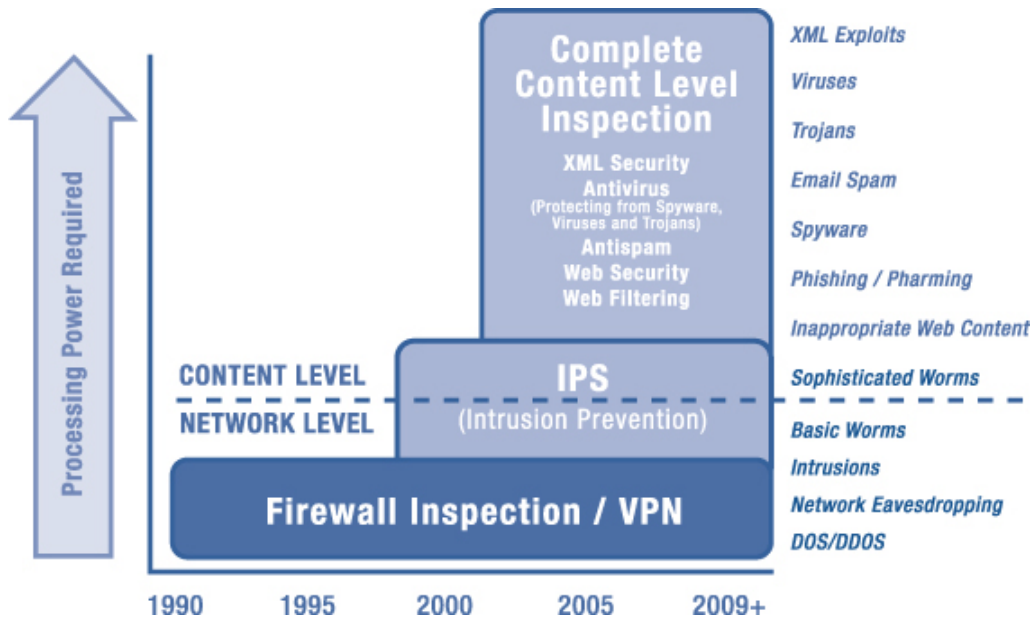 Processing Power Required
Complete
Content Level
Inspection
XML Security
Antivirus
(Protecting from Spyware,
Viruses and Trojans)
Antispam
Web Security
Web Filtering
CONTENT LEVEL
NETWORK LEVEL
IPS
(Intrusion Prevention)
Firewall Inspection / VPN
XML Exploits
Viruses
Trojans
Email Spam
Spyware
Phishing / Pharming
Inappropriate Web Content
Sophisticated Worms
Basic Worms
Intrusions
Network Eavesdropping
DOS/DDOS
1990 1995 2000 2005 2009+